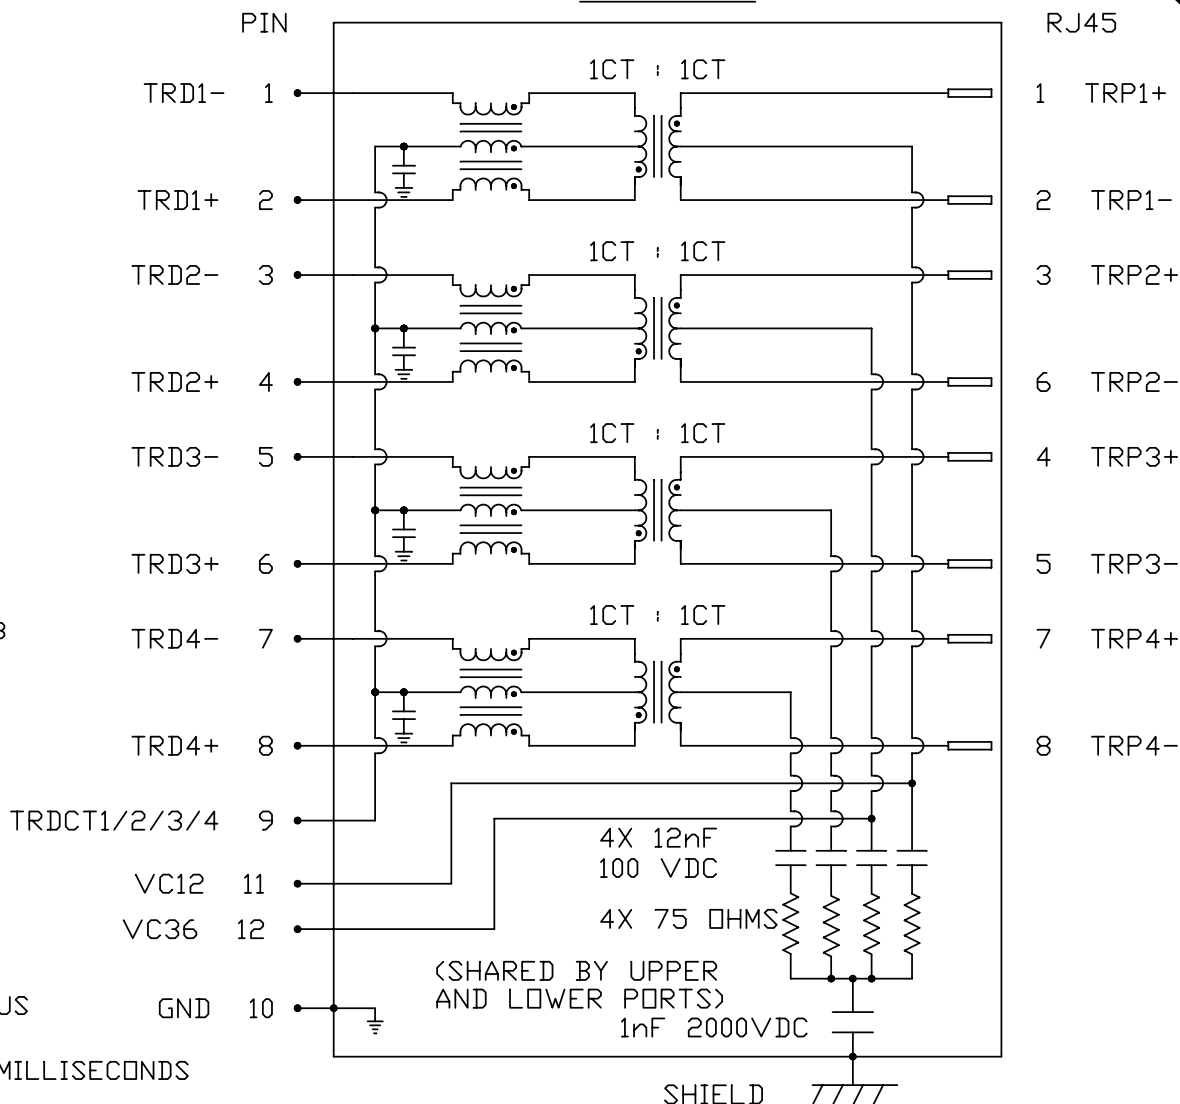 PIN RJ45
1CT : 1CT
TRD1- 1 1 TRP1+
TRD1+ 2 2 TRP1-
1CT : 1CT
TRD2- 3 3 TRP2+
TRD2+ 4 6 TRP2-
1CT : 1CT
TRD3- 5 4 TRP3+
TRD3+ 6 5 TRP3-
1CT : 1CT
TRD4- 7 7 TRP4+
TRD4+ 8 8 TRP4-
TRDCT1/2/3/4 9
4X 12nF
100 VDC
VC12 11
4X 75 OHMS
VC36 12
(SHARED BY UPPER
AND LOWER PORTS)
US GND 10
1nF 2000VDC
MILLISECONDS
SHIELD